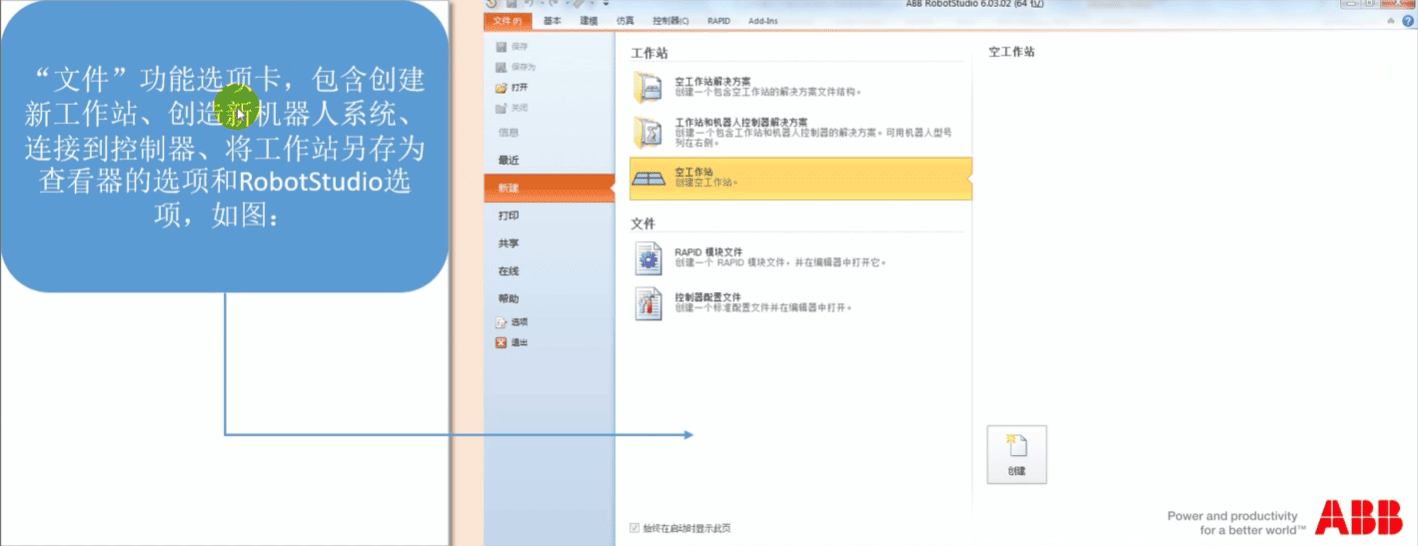 “文件”功能选项卡，包含创建
新工作站、创造新机器人系统、
连接到控制器、将工作站另存为
查看器的选项和RobotStudio选
项，如图：
ABB RobotStudio 6.03.02 (64 位)
文件(F) 基本 建模 仿真 控制器(C) RAPID Add-Ins
保存
保存为
打开
关闭
信息
最近
新建
打印
共享
在线
帮助
选项
退出
工作站
空工作站解决方案
创建一个包含空工作站的解决方案文件结构。
工作站和机器人控制器解决方案
创建一个包含工作站和机器人控制器的解决方案。可用机器人型号
列在右侧。
空工作站
创建空工作站。
文件
RAPID 模块文件
创建一个 RAPID 模块文件，并在编辑器中打开它。
控制器配置文件
创建一个标准配置文件并在编辑器中打开。
始终在启动时显示此页
空工作站
创建
Power and productivity
for a better world™
ABB